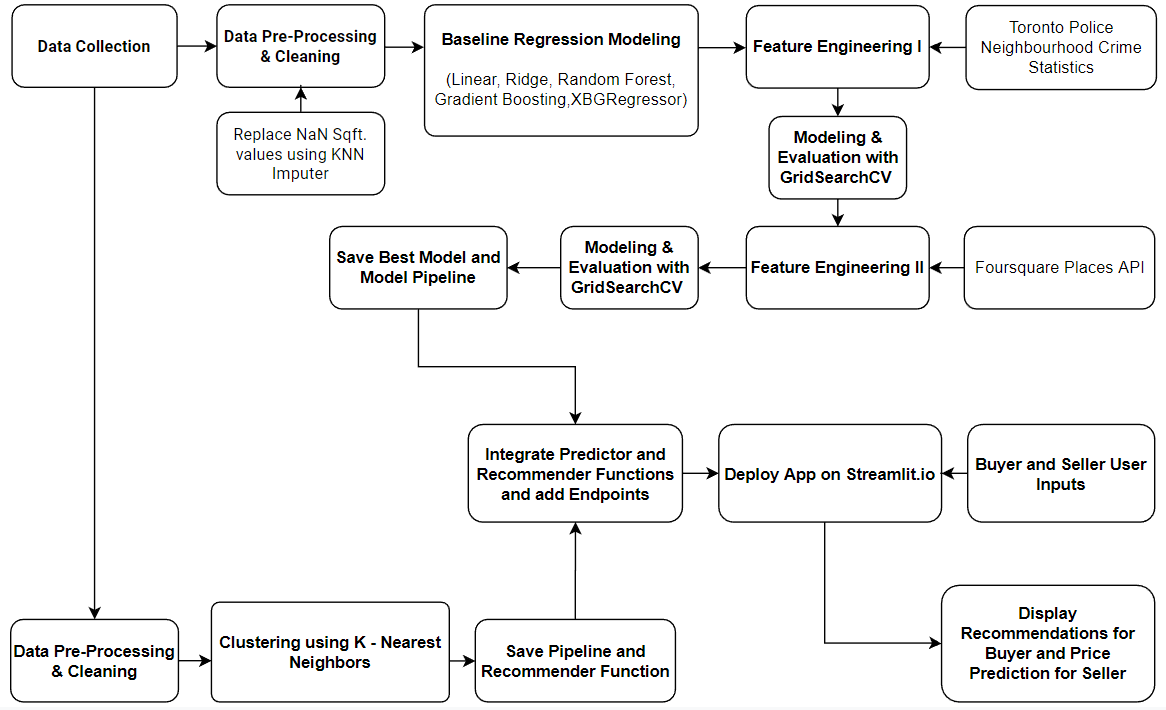 Data Collection
Data Pre-Processing
& Cleaning
Baseline Regression Modeling
(Linear, Ridge, Random Forest,
Gradient Boosting,XBGRegressor)
Feature Engineering I
Toronto Police
Neighbourhood Crime
Statistics
Replace NaN Sqft.
values using KNN
Imputer
Modeling &
Evaluation with
GridSearchCV
Save Best Model and
Model Pipeline
Modeling &
Evaluation with
GridSearchCV
Feature Engineering II
Foursquare Places API
Integrate Predictor and
Recommender Functions
and add Endpoints
Deploy App on Streamlit.io
Buyer and Seller User
Inputs
Data Pre-Processing
& Cleaning
Clustering using K - Nearest
Neighbors
Save Pipeline and
Recommender Function
Display
Recommendations for
Buyer and Price
Prediction for Seller